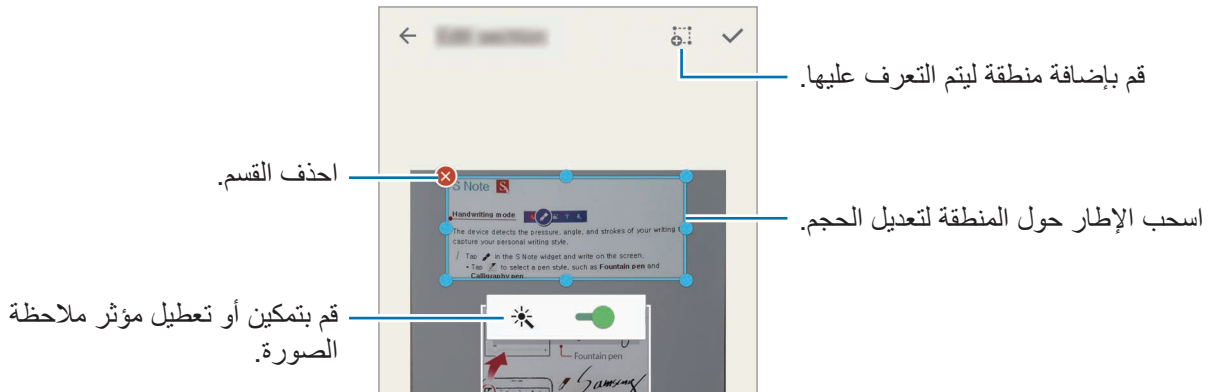 قم بإضافة منطقة ليتم التعرف عليها.
احذف القسم.
S Note
Handwriting mode
The device detects the pressure, angle, and strokes of your writing
capture your personal writing style.
Tap in the S Note widget and write on the screen.
• Tap to select a pen style, such as Fountain pen and
Calligraphy pen
اسحب الإطار حول المنطقة لتعديل الحجم.
قم بتمكين أو تعطيل مؤثر ملاحظة
الصورة.
Fountain pen
Samsung